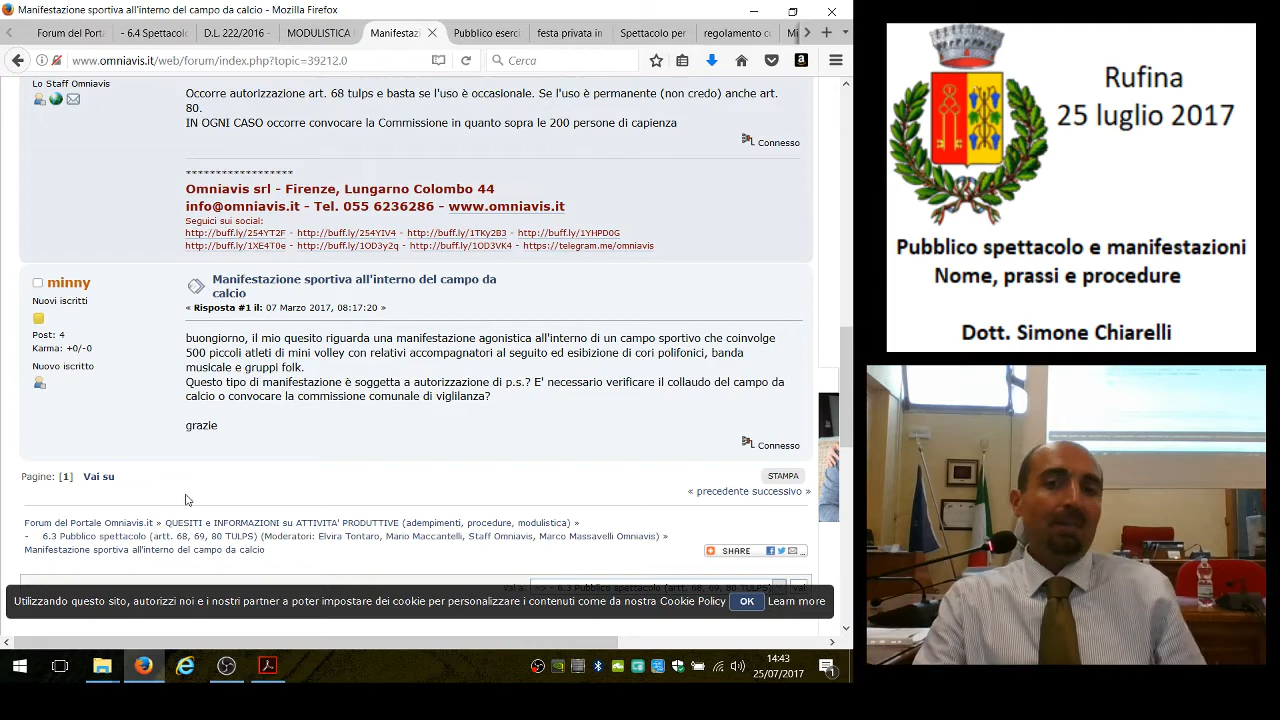 Manifestazione sportiva all'interno del campo da calcio - Mozilla Firefox
Forum del Porta
- 6.4 Spettacolo
D.L. 222/2016 -
MODULISTICA
Manifestazi
Pubblico eserci
festa privata in
Spettacolo per
regolamento co
www.omniavis.it/web/forum/index.php?topic=39212.0
Cerca
Lo Staff Omniavis
Occorre autorizzazione art. 68 tulps e basta se l'uso è occasionale. Se l'uso è permanente (non credo) anche art.
80.
IN OGNI CASO occorre convocare la Commissione in quanto sopra le 200 persone di capienza
Connesso
******************
Omniavis srl - Firenze, Lungarno Colombo 44
info@omniavis.it - Tel. 055 6236286 - www.omniavis.it
Seguici sui social:
http://buff.ly/254YT2F - http://buff.ly/254YIV4 - http://buff.ly/1TKy2B3 - http://buff.ly/1YHPD0G
http://buff.ly/1XE4T0e - http://buff.ly/1OD3y2q - http://buff.ly/1OD3VK4 - https://telegram.me/omniavis
minny
Nuovi iscritti
Post: 4
Karma: +0/-0
Nuovo iscritto
Manifestazione sportiva all'interno del campo da
calcio
« Risposta #1 il: 07 Marzo 2017, 08:17:20 »
buongiorno, il mio quesito riguarda una manifestazione agonistica all'interno di un campo sportivo che coinvolge
500 piccoli atleti di mini volley con relativi accompagnatori al seguito ed esibizione di cori polifonici, banda
musicale e gruppl folk.
Questo tipo di manifestazione è soggetta a autorizzazione di p.s.? E' necessario verificare il collaudo del campo da
calcio o convocare la commissione comunale di viglilanza?
grazie
Connesso
Pagine: [1] Vai su
STAMPA
« precedente successivo »
Forum del Portale Omniavis.it » QUESITI e INFORMAZIONI su ATTIVITA' PRODUTTIVE (adempimenti, procedure, modulistica) »
- 6.3 Pubblico spettacolo (artt. 68, 69, 80 TULPS) (Moderatori: Elvira Tontaro, Mario Maccantelli, Staff Omniavis, Marco Massavelli Omniavis) »
Manifestazione sportiva all'interno del campo da calcio
SHARE
Utilizzando questo sito, autorizzi noi e i nostri partner a poter impostare dei cookie per personalizzare i contenuti come da nostra Cookie Policy
OK
Learn more
14:43
25/07/2017
Rufina
25 luglio 2017
Pubblico spettacolo e manifestazioni
Nome, prassi e procedure
Dott. Simone Chiarelli